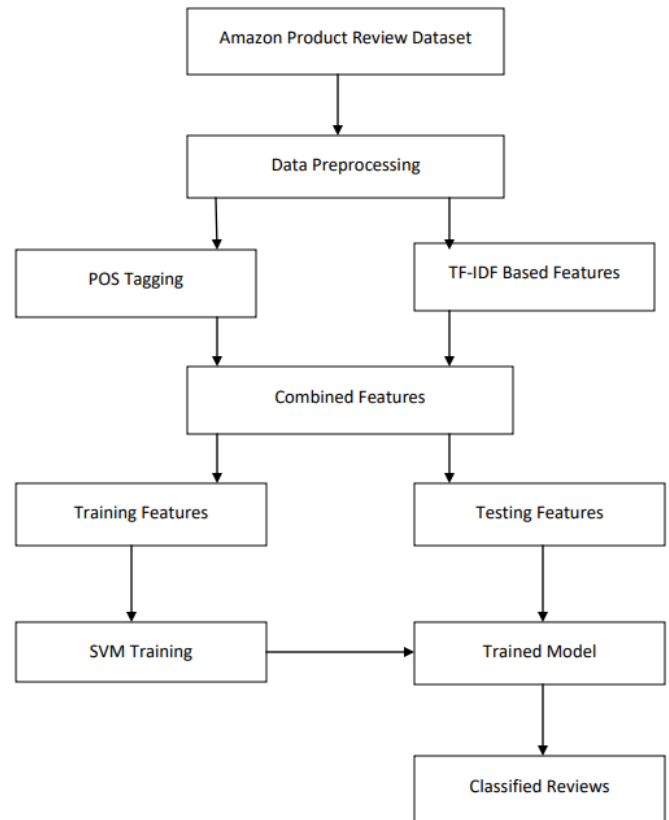 Amazon Product Review Dataset
Data Preprocessing
POS Tagging
TF-IDF Based Features
Combined Features
Training Features
Testing Features
SVM Training
Trained Model
Classified Reviews